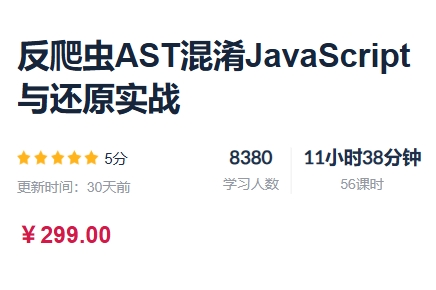 反爬虫AST混淆JavaScript
与还原实战
5分
8380
11小时38分钟
更新时间：30天前
学习人数
56课时
￥299.00